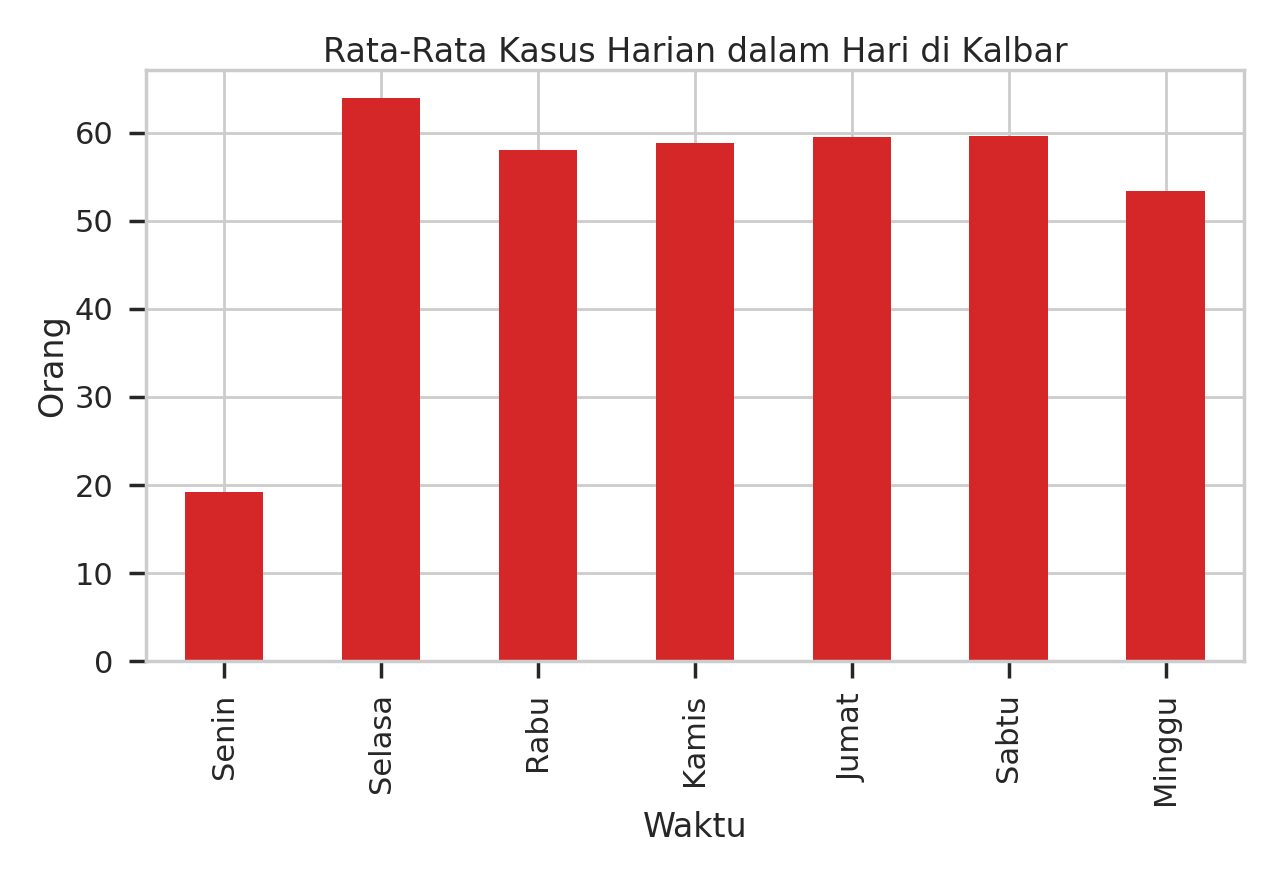 Rata-Rata Kasus Harian dalam Hari di Kalbar
Orang
60
50
40
30
20
10
0
Senin
Selasa
Rabu
Kamis
Jumat
Sabtu
Minggu
Waktu